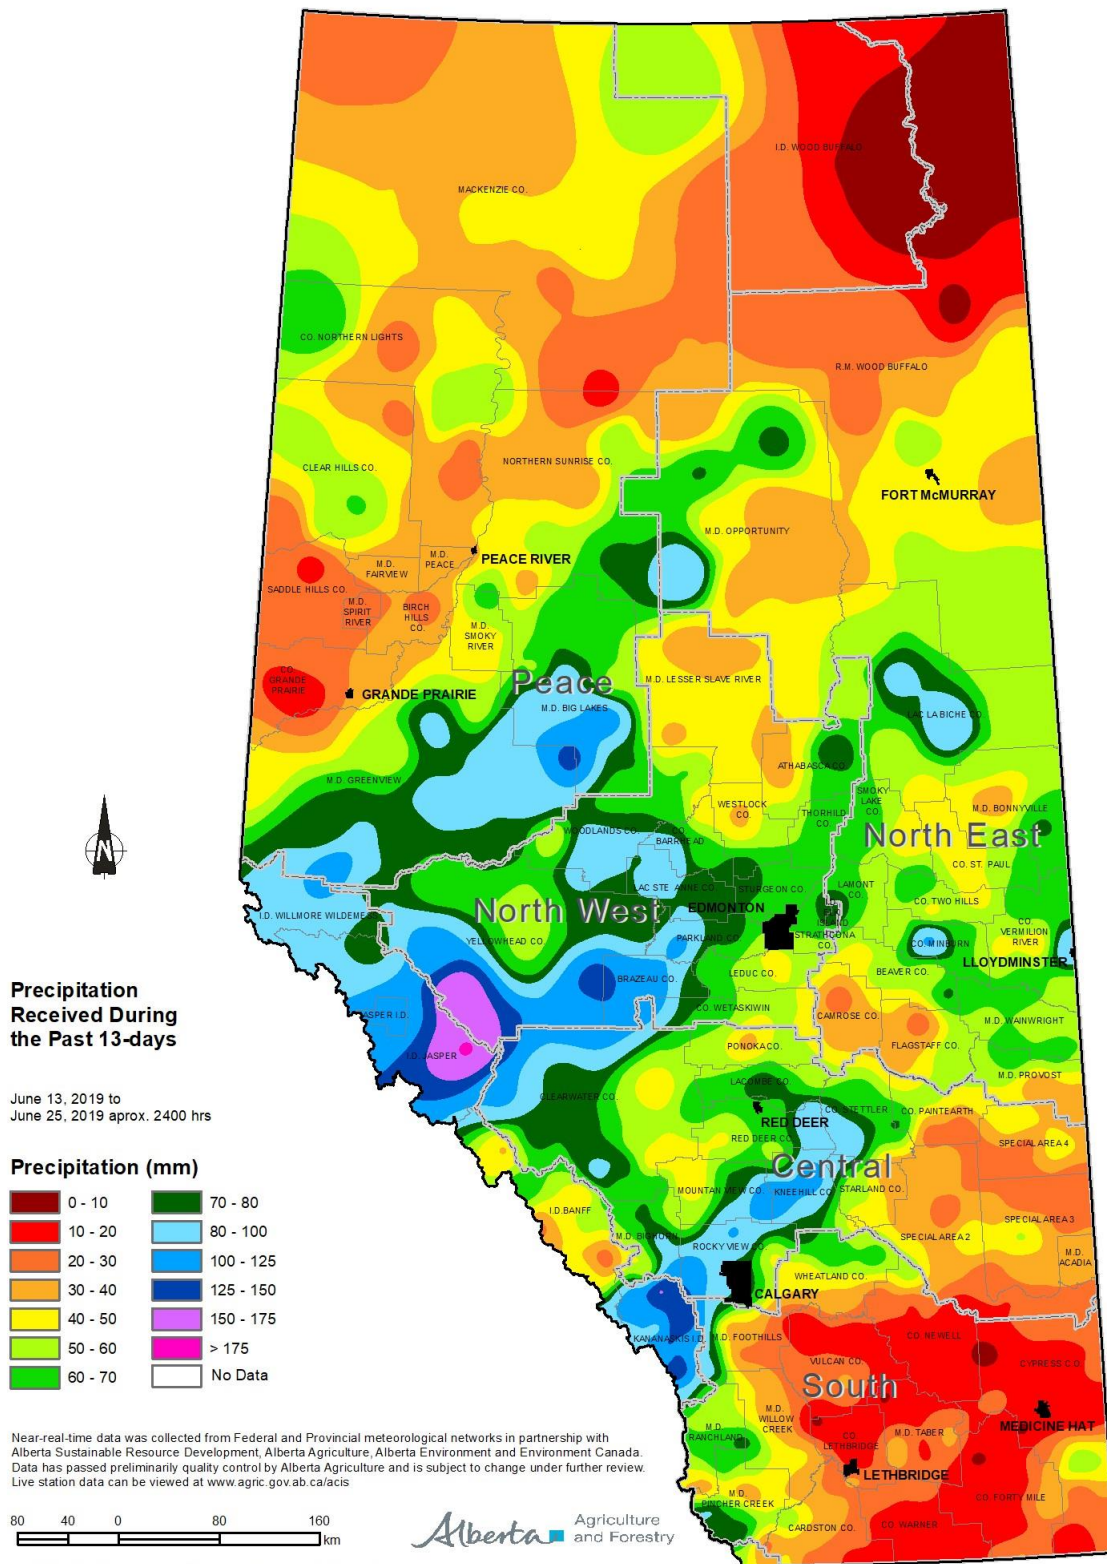 I.D. WOOD BUFFALO
MACKENZIE CO.
CO. NORTHERN LIGHTS
R.M. WOOD BUFFALO
CLEAR HILLS CO.
NORTHERN SUNRISE CO.
FORT McMURRAY
M.D. OPPORTUNITY
M.D.
PEACE
PEACE RIVER
M.D.
FAIRVIEW
SADDLE HILLS CO.
M.D.
SPIRIT
RIVER
BIRCH
HILLS
CO.
M.D.
SMOKY
RIVER
CO.
GRANDE
PRAIRIE
GRANDE PRAIRIE
Peace
M.D. LESSER SLAVE RIVER
M.D. BIG LAKES
LAC LA BICHE CO.
M.D. GREENVIEW
ATHABASCA CO.
SMOKY
LAKE
CO.
WESTLOCK
CO.
THORHILD
CO.
M.D. BONNYVILLE
North East
WOODLANDS CO.
CO.
BARRHEAD
CO. ST. PAUL
LAC STE ANNE CO.
STURGEON CO.
LAMONT
CO.
CO. TWO HILLS
North West
EDMONTON
ISLAND
I.D. WILLMORE WILDERNE
YELLOWHEAD CO.
PARKLAND CO.
STRATHCONA
CO.
CO. MINBURN
CO.
VERMILION
RIVER
LLOYDMINSTER
BRAZEAU CO.
LEDUC CO.
BEAVER CO.
CO. WETASKIWIN
CAMROSE CO.
M.D. WAINWRIGHT
JASPER I.D.
I.D. JASPER
PONOKA CO.
FLAGSTAFF CO.
M.D. PROVOST
CLEARWATER CO.
LACOMBE CO.
CO. STETTLER
CO. PAINTEARTH
RED DEER
RED DEER CO.
SPECIAL AREA 4
Central
MOUNTAIN VIEW CO.
KNEEHILL CO.
STARLAND CO.
I.D. BANFF
SPECIAL AREA 3
M.D. BIGHORN
ROCKY VIEW CO.
SPECIAL AREA 2
M.D.
ACADIA
WHEATLAND CO.
CALGARY
KANANASKIS I.D.
M.D. FOOTHILLS
CO. NEWELL
VULCAN CO.
CYPRESS CO.
South
M.D.
WILLOW
CREEK
M.D.
RANCHLAND
CO.
LETHBRIDGE
M.D. TABER
MEDICINE HAT
LETHBRIDGE
M.D.
PINCHER CREEK
CO. FORTY MILE
CARDSTON CO.
CO. WARNER
N
Precipitation
Received During
the Past 13-days
June 13, 2019 to
June 25, 2019 aprox. 2400 hrs
Precipitation (mm)
0 - 10
10 - 20
20 - 30
30 - 40
40 - 50
50 - 60
60 - 70
70 - 80
80 - 100
100 - 125
125 - 150
150 - 175
> 175
No Data
Near-real-time data was collected from Federal and Provincial meteorological networks in partnership with
Alberta Sustainable Resource Development, Alberta Agriculture, Alberta Environment and Environment Canada.
Data has passed preliminarily quality control by Alberta Agriculture and is subject to change under further review.
Live station data can be viewed at www.agric.gov.ab.ca/acis
80 40 0 80 160
km
Alberta Agriculture
and Forestry